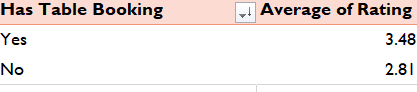 Has Table Booking Average of Rating
Yes 3.48
No 2.81